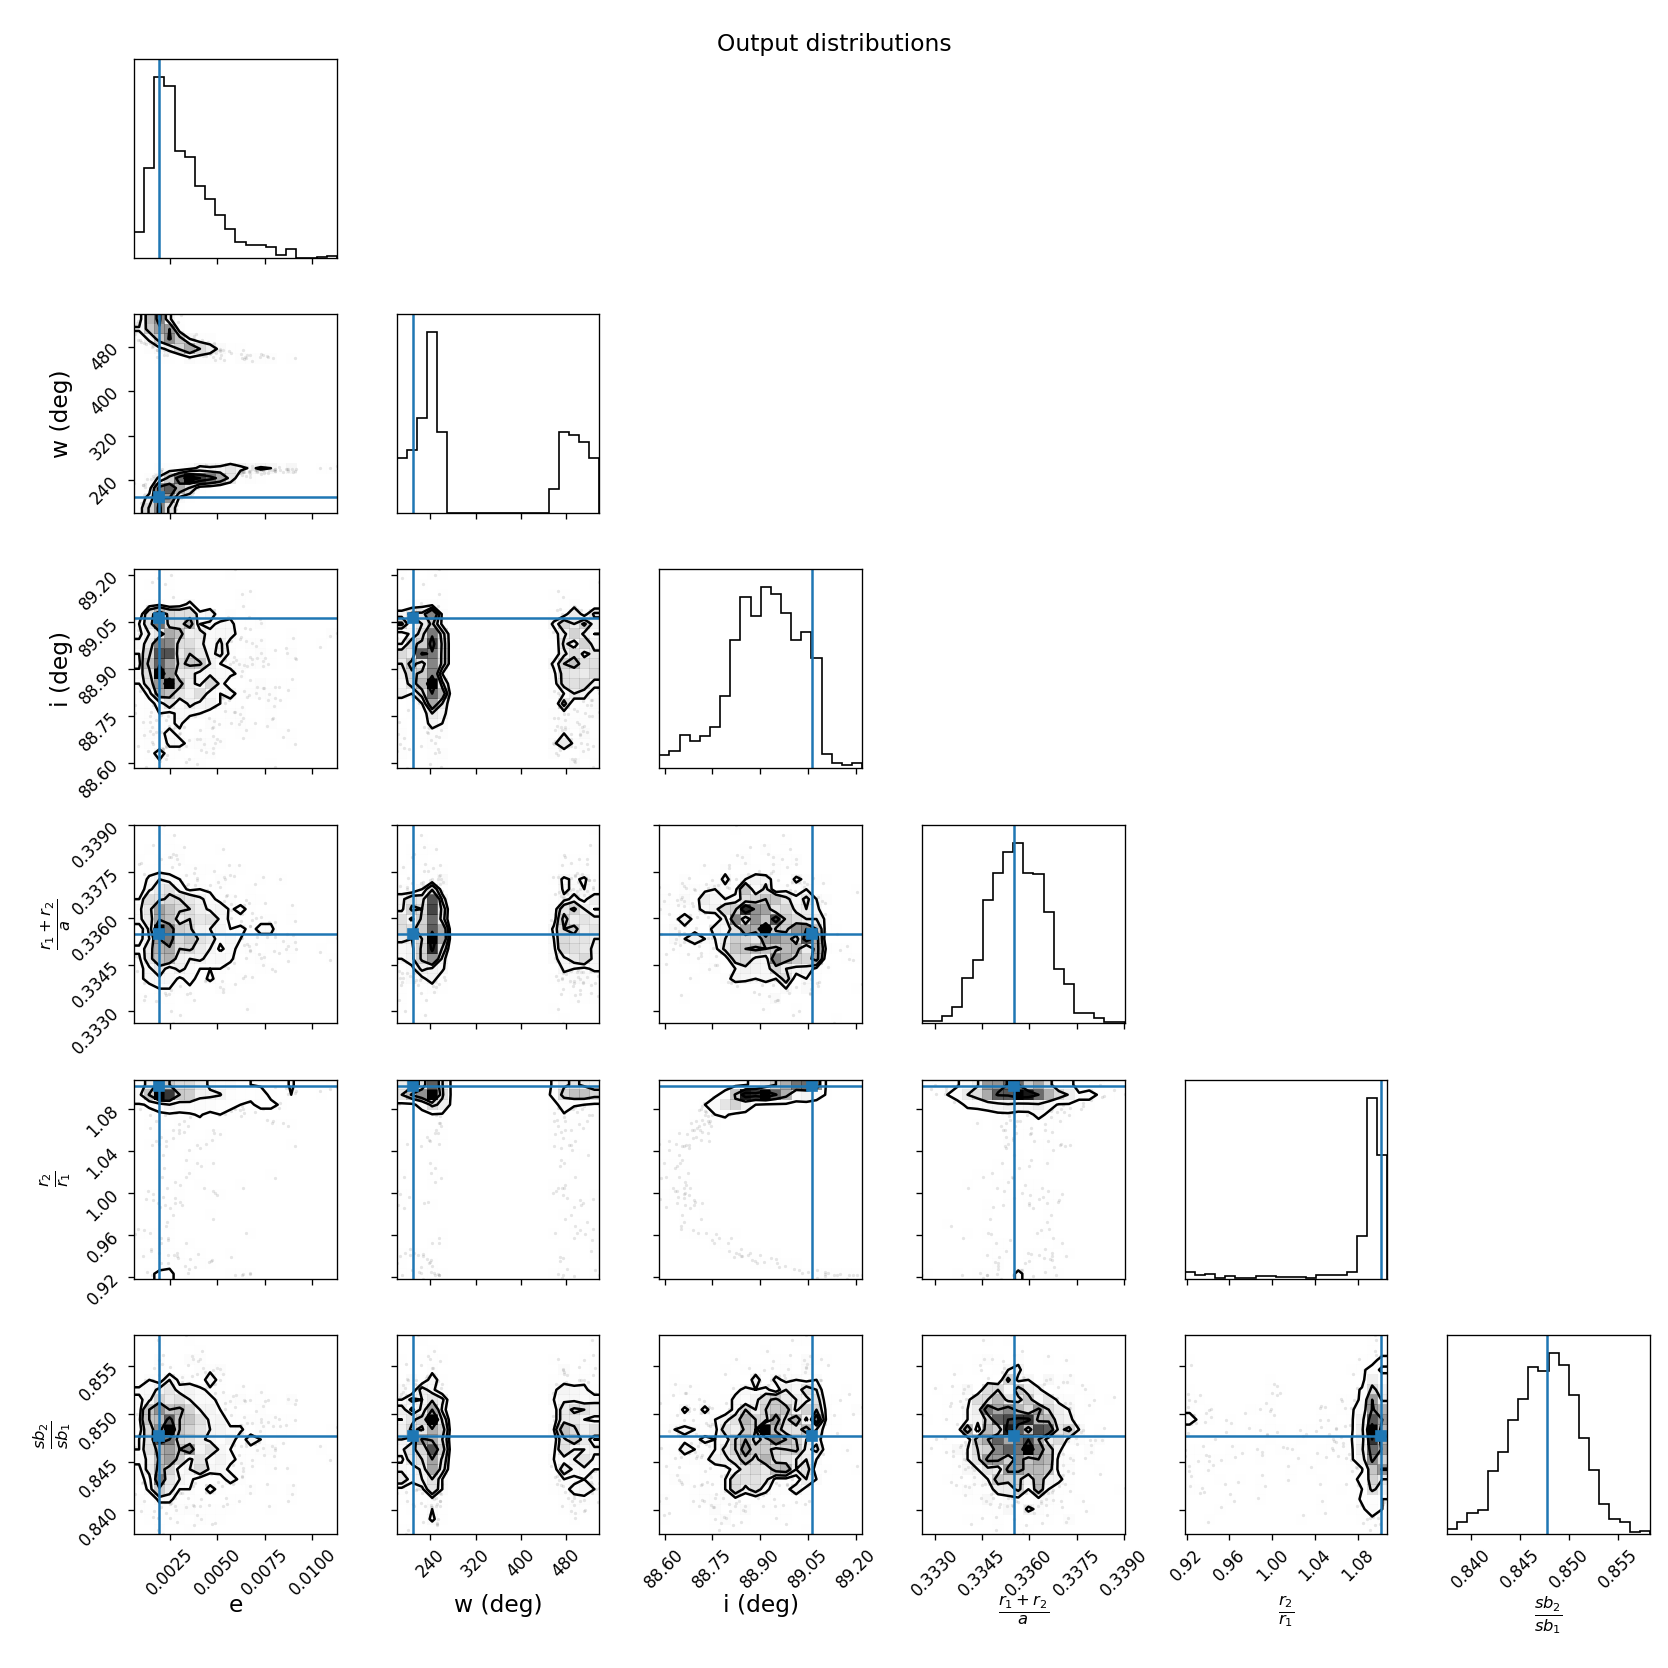 Output distributions
w (deg)
480
400
320
240
i (deg)
89.20
89.05
88.90
88.75
88.60
r₁ + r₂
a
0.3390
0.3375
0.3360
0.3345
0.3330
r₂
r₁
1.08
1.04
1.00
0.96
0.92
sb₂
sb₁
0.855
0.850
0.845
0.840
0.0025 0.0050 0.0075 0.0100
e
240 320 400 480
w (deg)
88.60 88.75 88.90 89.05 89.20
i (deg)
0.3330 0.3345 0.3360 0.3375 0.3390
r₁ + r₂
a
0.92 0.96 1.00 1.04 1.08
r₂
r₁
0.840 0.845 0.850 0.855
sb₂
sb₁